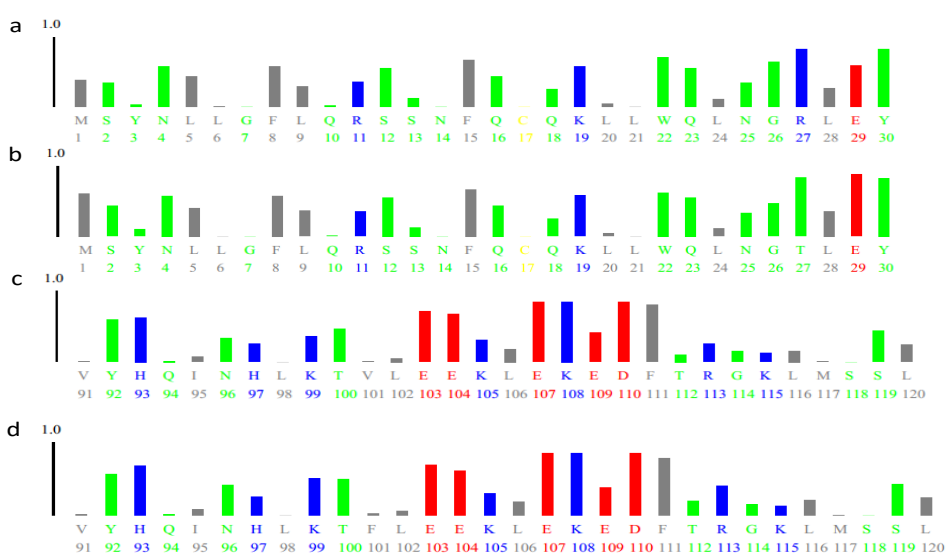 a
1.0
M S Y N L L G F L Q R S S N F Q C Q K L L W Q L N G R L E Y
1 2 3 4 5 6 7 8 9 10 11 12 13 14 15 16 17 18 19 20 21 22 23 24 25 26 27 28 29 30
b
1.0
M S Y N L L G F L Q R S S N F Q C Q K L L W Q L N G T L E Y
1 2 3 4 5 6 7 8 9 10 11 12 13 14 15 16 17 18 19 20 21 22 23 24 25 26 27 28 29 30
c
1.0
V Y H Q I N H L K T V L E E K L E K E D F T R G K L M S S L
91 92 93 94 95 96 97 98 99 100 101 102 103 104 105 106 107 108 109 110 111 112 113 114 115 116 117 118 119 120
d
1.0
V Y H Q I N H L K T F L E E K L E K E D F T R G K L M S S L
91 92 93 94 95 96 97 98 99 100 101 102 103 104 105 106 107 108 109 110 111 112 113 114 115 116 117 118 119 120